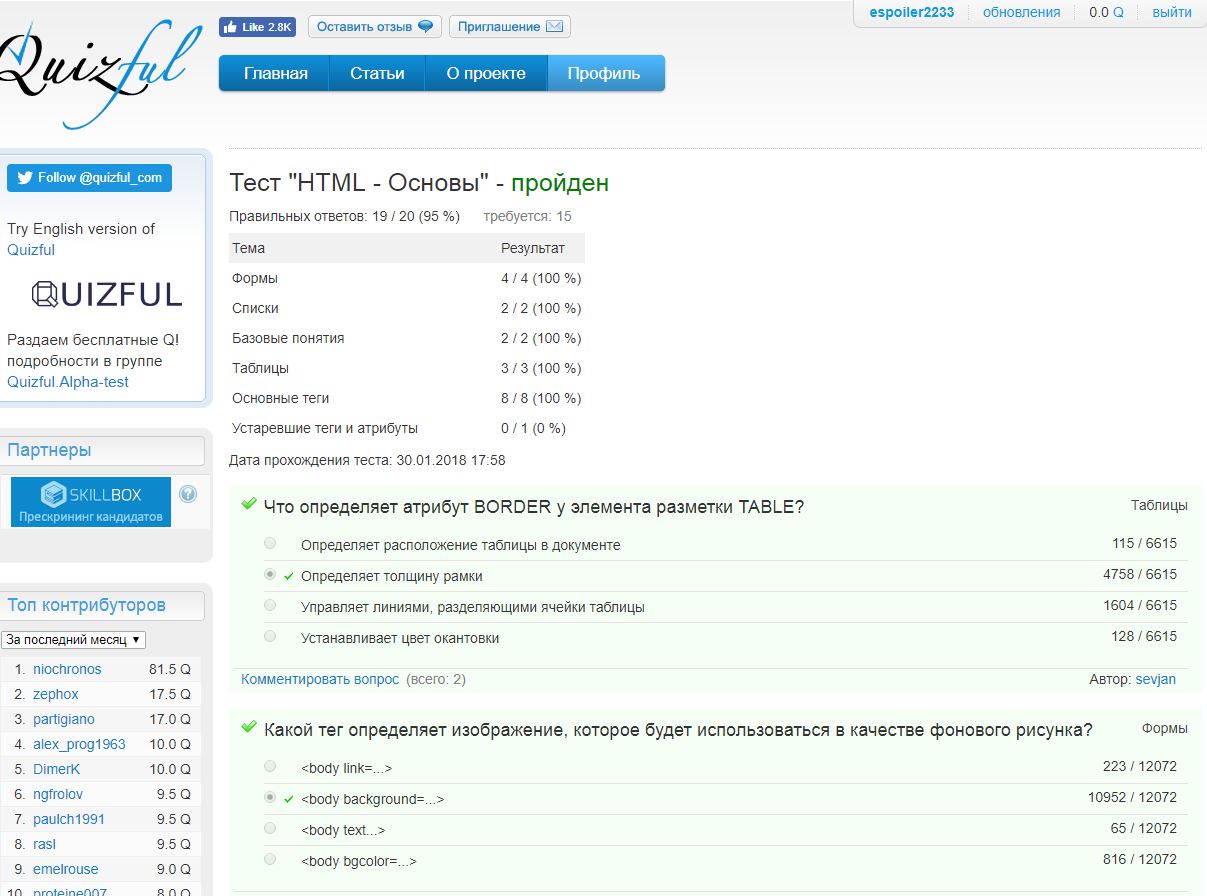 espoiler2233 обновления 0.0 Q выйти
Like 2.8K Оставить отзыв Приглашение
Quizful
Главная Статьи О проекте Профиль
Follow @quizful_com
Try English version of
Quizful
QUIZFUL
Раздаем бесплатные Q!
подробности в группе
Quizful.Alpha-test
Партнеры
SKILLBOX ?
Прескрининг кандидатов
Топ контрибуторов
За последний месяц
1. niochronos 81.5 Q
2. zephox 17.5 Q
3. partigiano 17.0 Q
4. alex_prog1963 10.0 Q
5. DimerK 10.0 Q
6. ngfrolov 9.5 Q
7. paulch1991 9.5 Q
8. rasl 9.5 Q
9. emelrouse 9.0 Q
10. proteine007 8.0 Q
Тест "HTML - Основы" - пройден
Правильных ответов: 19 / 20 (95 %) требуется: 15
Тема Результат
Формы 4 / 4 (100 %)
Списки 2 / 2 (100 %)
Базовые понятия 2 / 2 (100 %)
Таблицы 3 / 3 (100 %)
Основные теги 8 / 8 (100 %)
Устаревшие теги и атрибуты 0 / 1 (0 %)
Дата прохождения теста: 30.01.2018 17:58
Что определяет атрибут BORDER у элемента разметки TABLE? Таблицы
Определяет расположение таблицы в документе 115 / 6615
Определяет толщину рамки 4758 / 6615
Управляет линиями, разделяющими ячейки таблицы 1604 / 6615
Устанавливает цвет окантовки 128 / 6615
Комментировать вопрос (всего: 2) Автор: sevjan
Какой тег определяет изображение, которое будет использоваться в качестве фонового рисунка? Формы
<body link=...> 223 / 12072
<body background=...> 10952 / 12072
<body text...> 65 / 12072
<body bgcolor=...> 816 / 12072